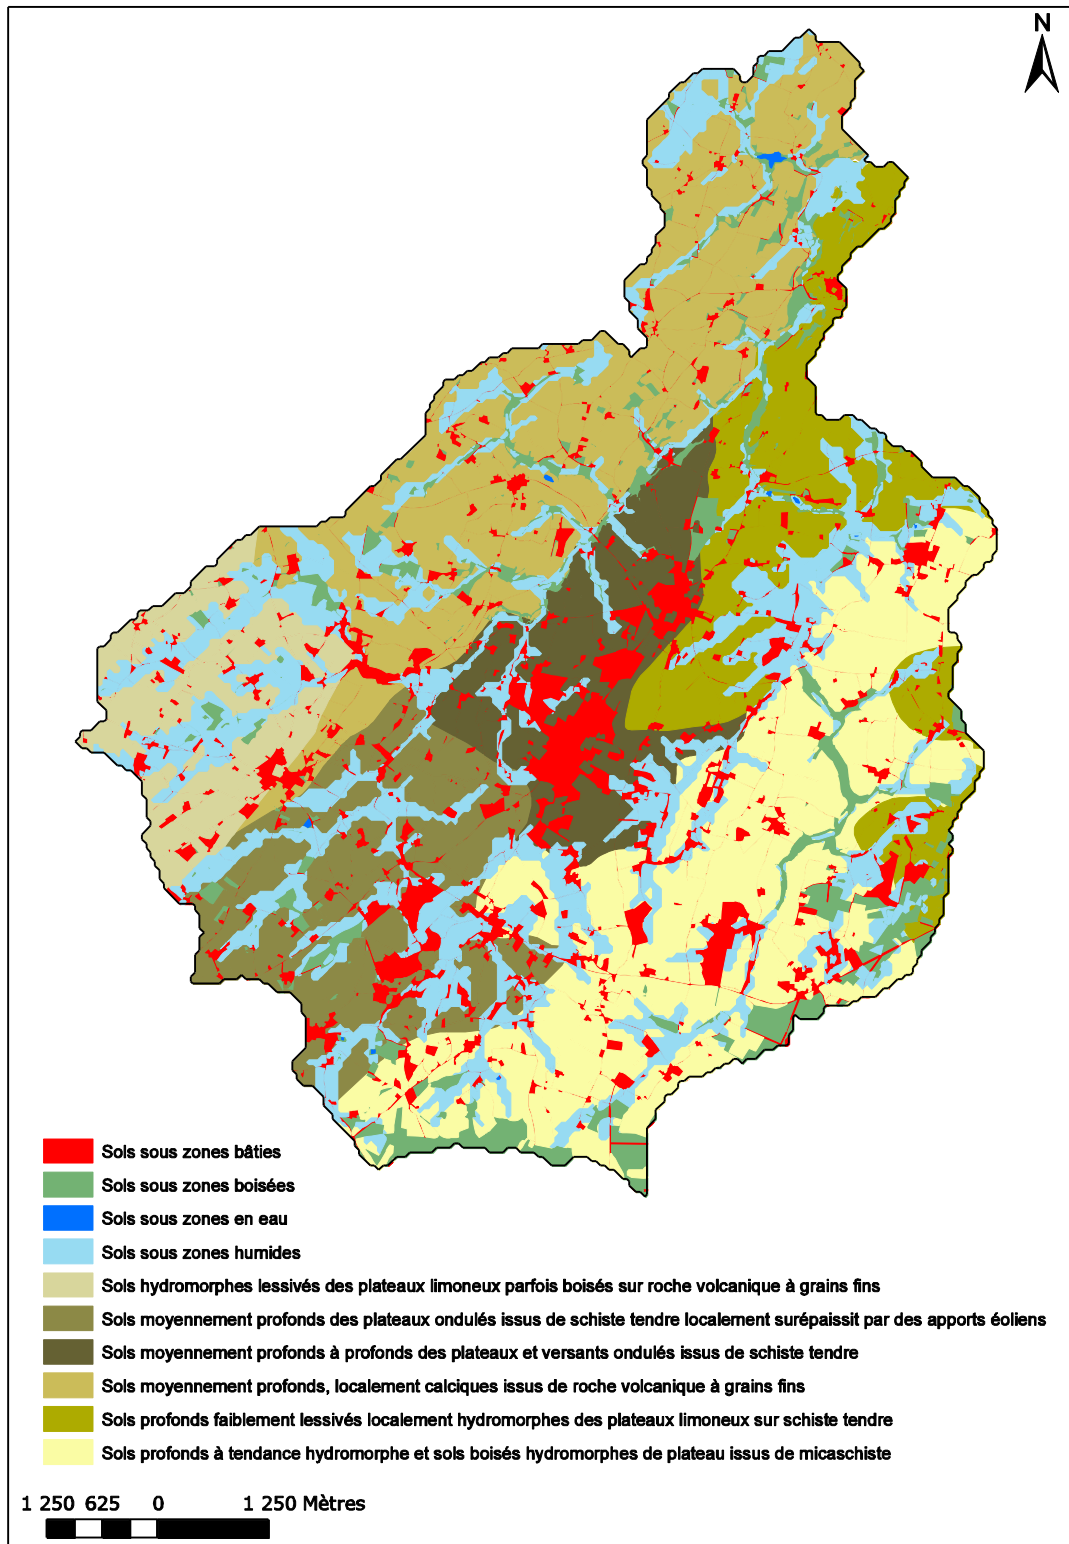 N
Sols sous zones bâties
Sols sous zones boisées
Sols sous zones en eau
Sols sous zones humides
Sols hydromorphes lessivés des plateaux limoneux parfois boisés sur roche volcanique à grains fins
Sols moyennement profonds des plateaux ondulés issus de schiste tendre localement surépaissit par des apports éoliens
Sols moyennement profonds à profonds des plateaux et versants ondulés issus de schiste tendre
Sols moyennement profonds, localement calciques issus de roche volcanique à grains fins
Sols profonds faiblement lessivés localement hydromorphes des plateaux limoneux sur schiste tendre
Sols profonds à tendance hydromorphe et sols boisés hydromorphes de plateau issus de micaschiste
1 250 625 0 1 250 Mètres